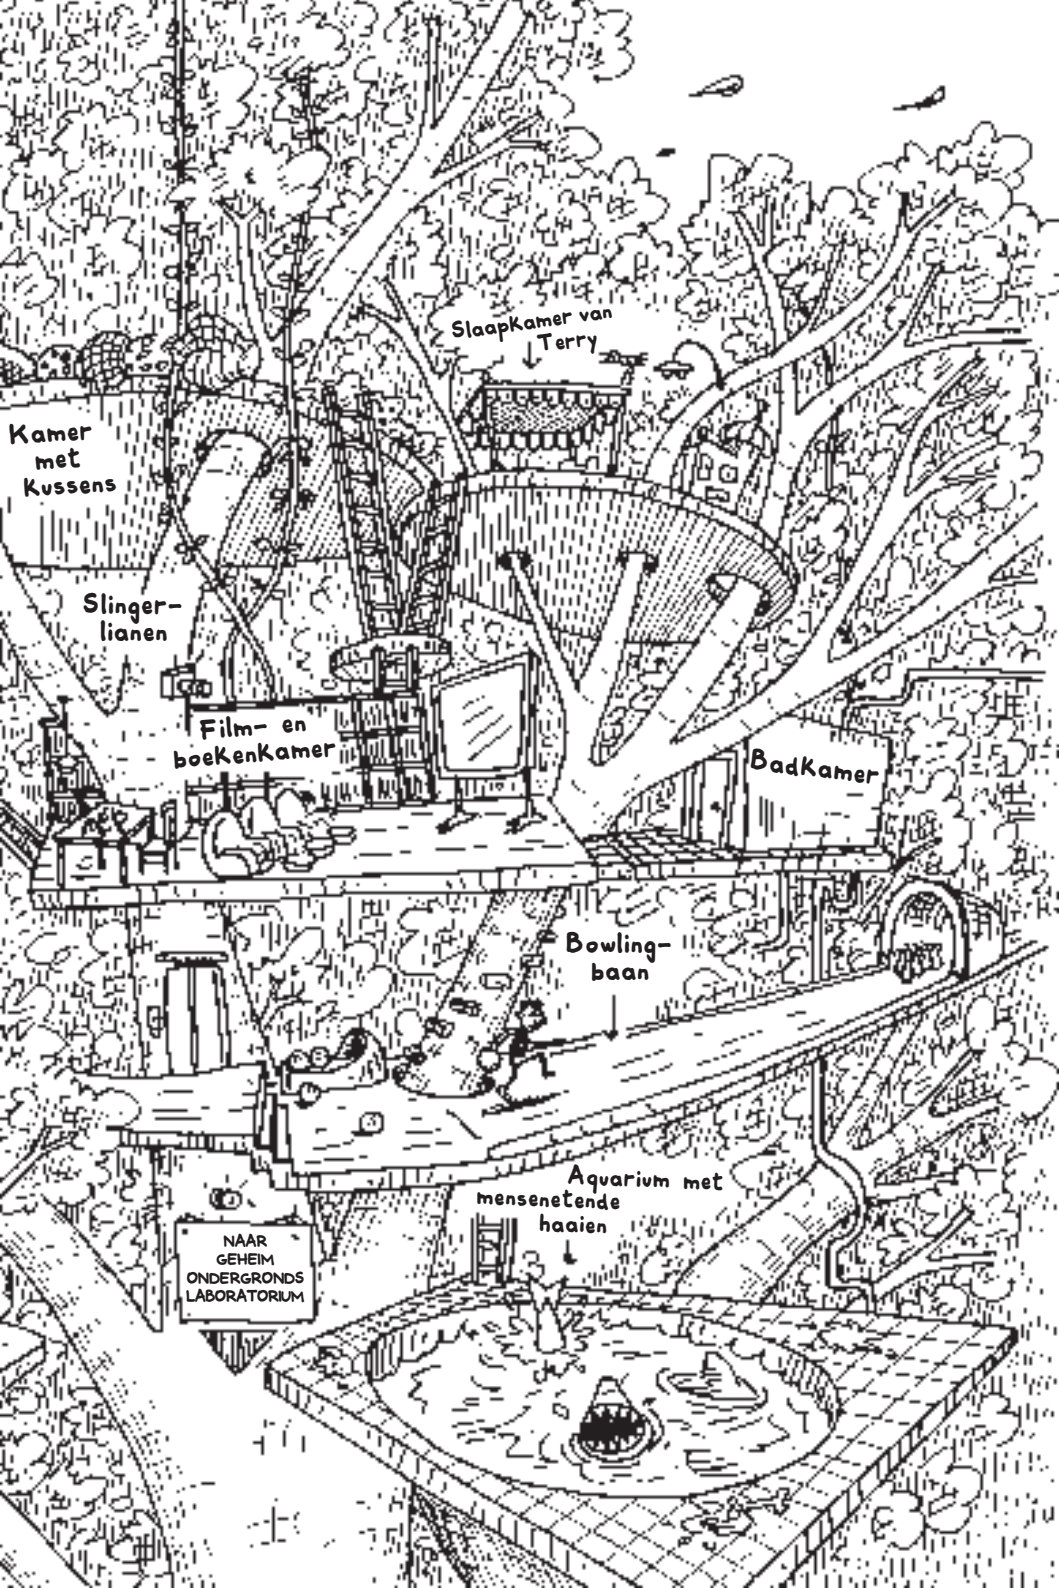 Slaapkamer van
Terry
Kamer
met
Kussens
Slinger-
lianen
Film- en
boekenkamer
Badkamer
Bowling-
baan
Aquarium met
mensenetende
haaien
NAAR
GEHEIM
ONDERGRONDS
LABORATORIUM